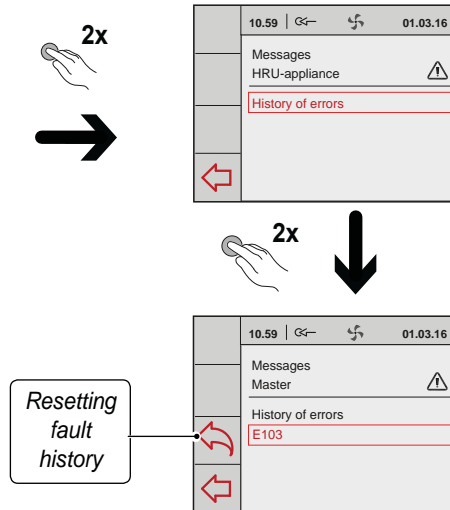 2x
10.59 01.03.16
Messages
HRU-appliance
History of errors
2x
10.59 01.03.16
Messages
Master
History of errors
E103
Resetting
fault
history